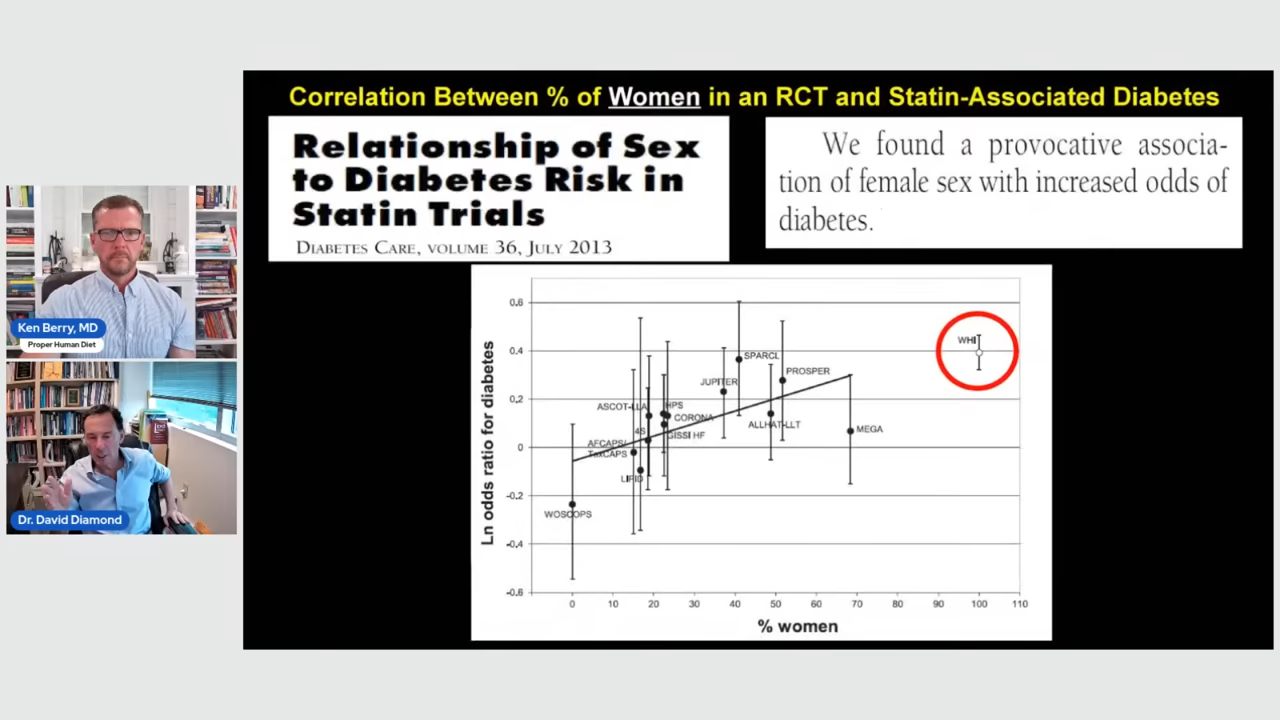 Correlation Between % of Women in an RCT and Statin-Associated Diabetes
Relationship of Sex
to Diabetes Risk in
Statin Trials
DIABETES CARE, VOLUME 36, JULY 2013
We found a provocative associa-
tion of female sex with increased odds of
diabetes.
Ken Berry, MD
Proper Human Diet
Dr. David Diamond
Ln odds ratio for diabetes
0.6
0.4
0.2
0
-0.2
-0.4
-0.6
WHI
SPARCL
PROSPER
JUPITER
ASCOT-LLA
HPS
CORONA
ALLHAT-LLT
MEGA
4S
GISSI HF
AFCAPS/
TexCAPS
LIPID
WOSCOPS
0 10 20 30 40 50 60 70 80 90 100 110
% women